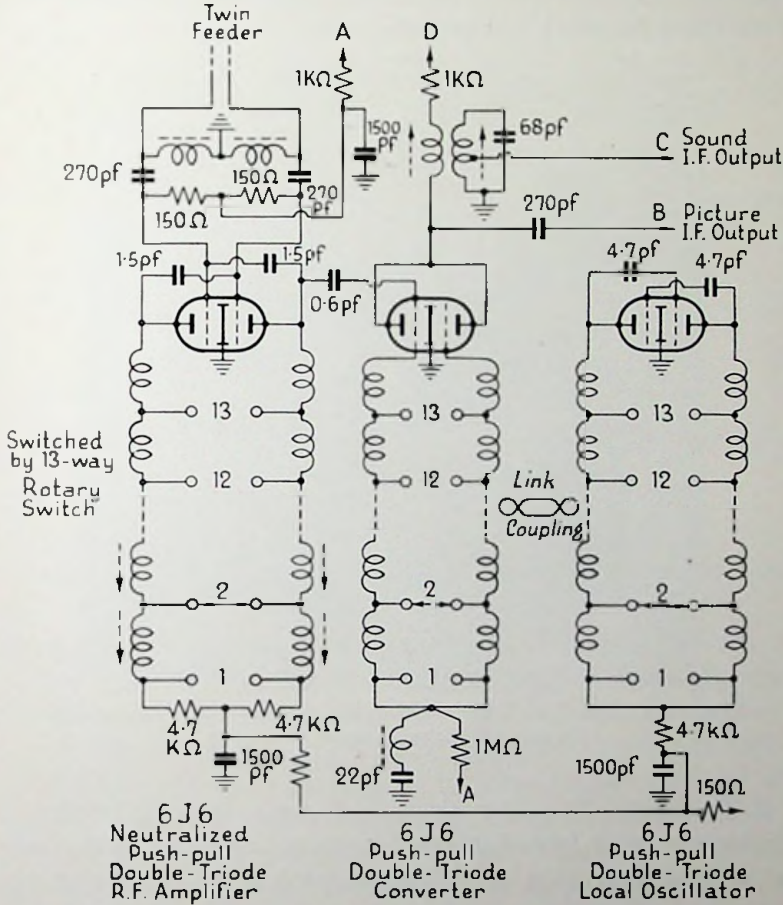 Twin
Feeder
A
D
1KΩ
1KΩ
1500
Pf
68pf
C Sound
I.F. Output
270pf
150Ω
270
Pf
150Ω
270pf
B Picture
I.F. Output
1.5pf
1.5pf
0.6pf
4.7pf
4.7pf
13
13
13
Switched
by 13-way
Rotary
Switch
12
12
12
Link
Coupling
2
2
2
1
1
1
4.7
KΩ
4.7KΩ
1500
Pf
22pf
1MΩ
A
4.7kΩ
1500pf
150Ω
6J6
Neutralized
Push-pull
Double-Triode
R.F. Amplifier
6J6
Push-pull
Double-Triode
Converter
6J6
Push-pull
Double-Triode
Local Oscillator